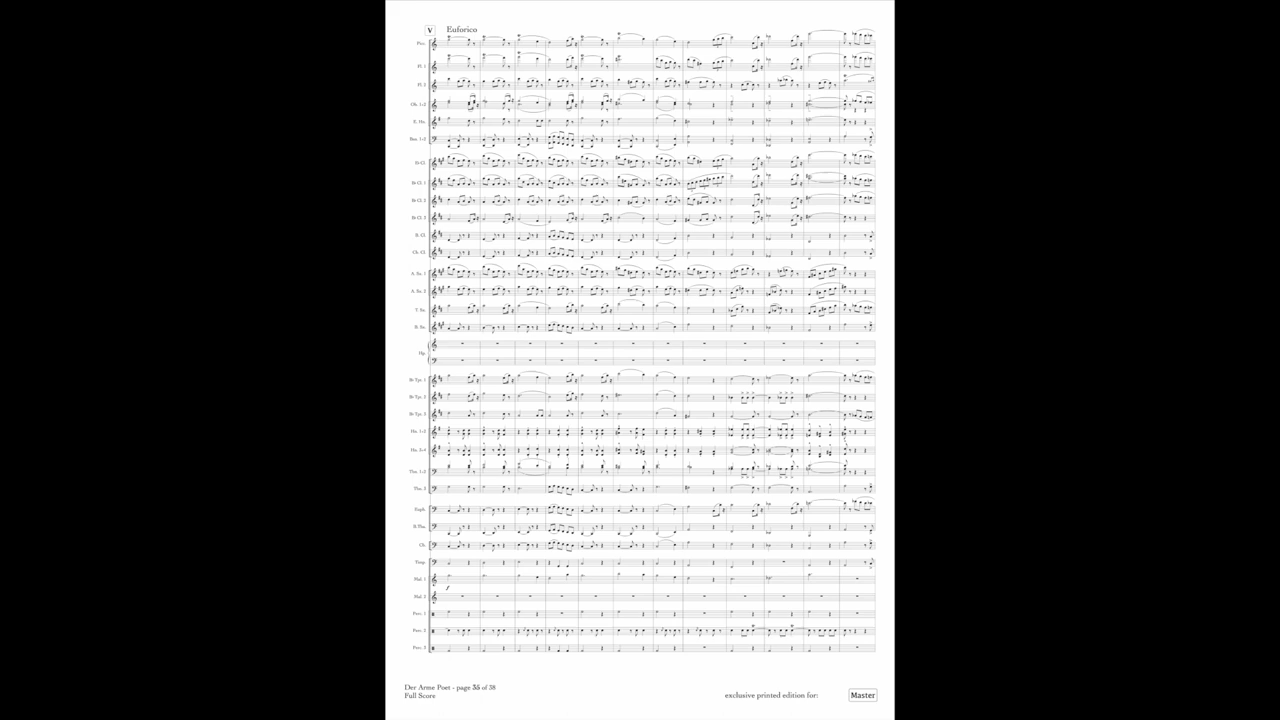 V Euforico
Picc.
Fl. 1
Fl. 2
Ob. 1+2
E. Hn.
Bsn. 1+2
Eb Cl.
Bb Cl. 1
Bb Cl. 2
Bb Cl. 3
B. Cl.
Cb. Cl.
A. Sx. 1
A. Sx. 2
T. Sx.
B. Sx.
Hp.
Bb Tpt. 1
Bb Tpt. 2
Bb Tpt. 3
Hn. 1+2
Hn. 3+4
Tbn. 1+2
Tbn. 3
Euph.
B.Tba.
Cb.
Timp.
Mal. 1
f
Mal. 2
Perc. 1
Perc. 2
Perc. 3
Der Arme Poet - page 35 of 38
Full Score
exclusive printed edition for: Master